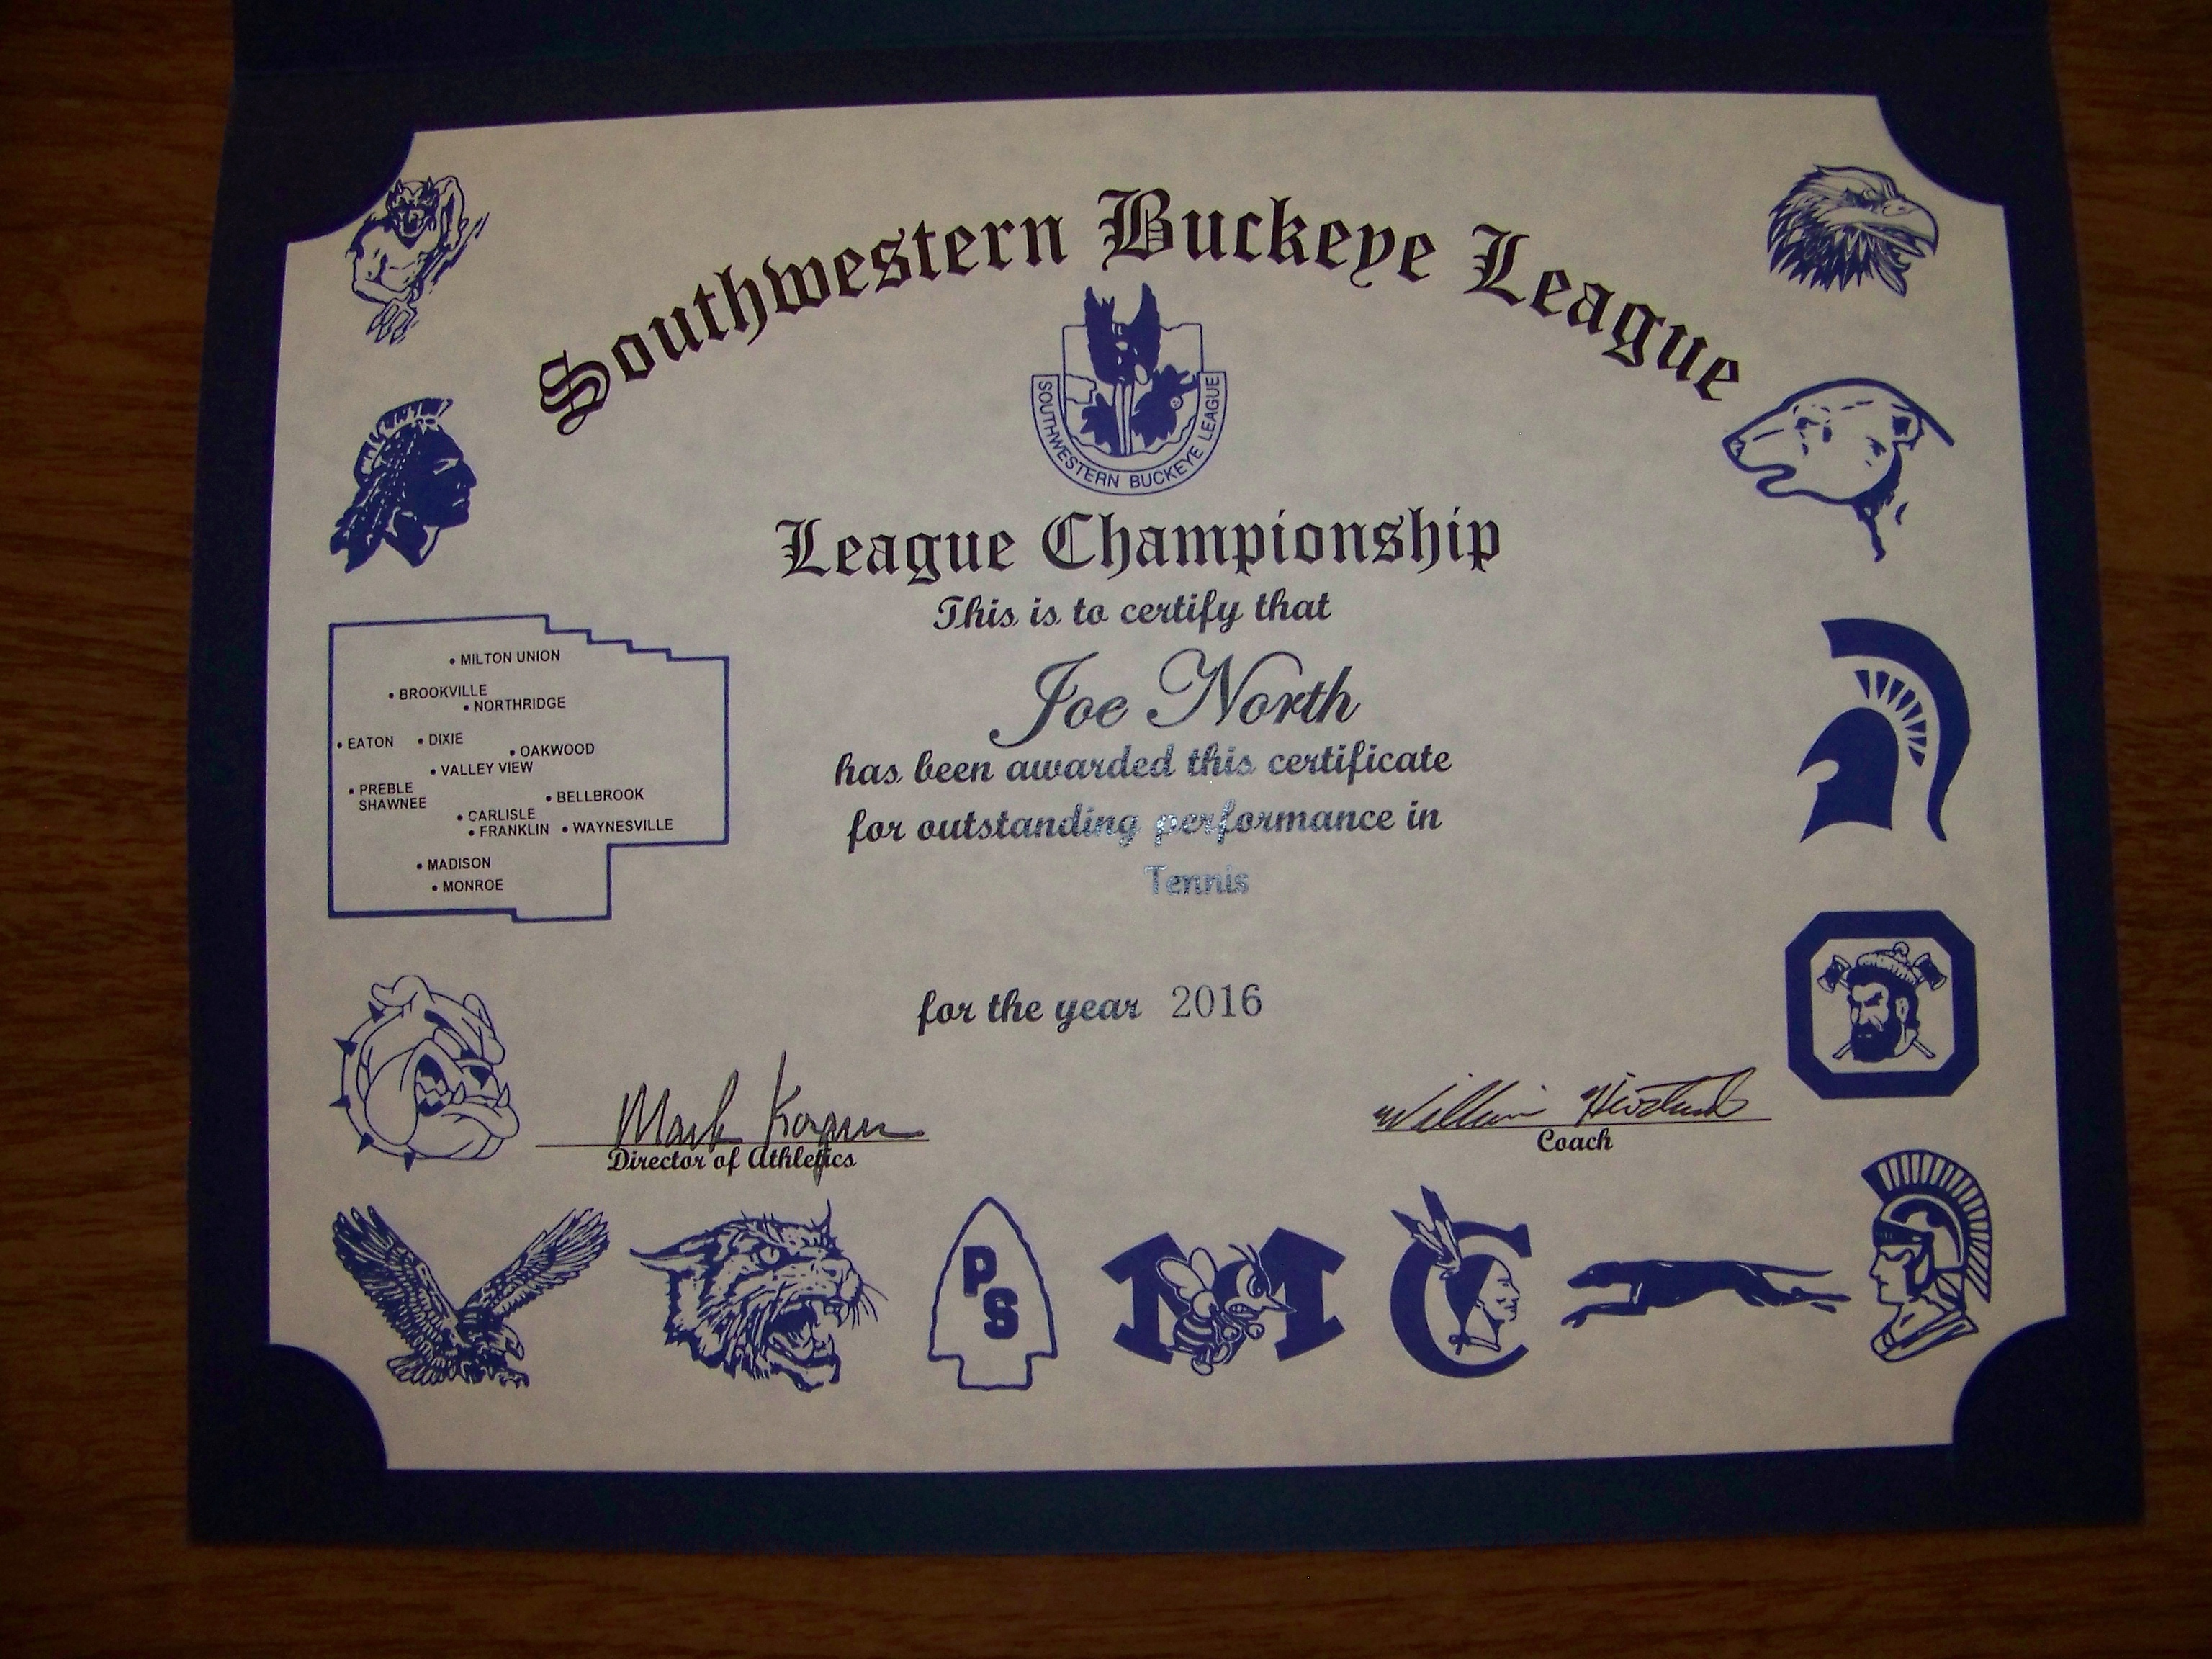 Southwestern Buckeye League
SOUTHWESTERN BUCKEYE LEAGUE
League Championship
This is to certify that
Joe North
has been awarded this certificate
for outstanding performance in
Tennis
for the year 2016
• MILTON UNION
• BROOKVILLE
• NORTHRIDGE
• EATON • DIXIE
• OAKWOOD
• VALLEY VIEW
• PREBLE
SHAWNEE
• BELLBROOK
• CARLISLE
• FRANKLIN • WAYNESVILLE
• MADISON
• MONROE
Mark
William
Director of Athletics
Coach
P
S
M
C